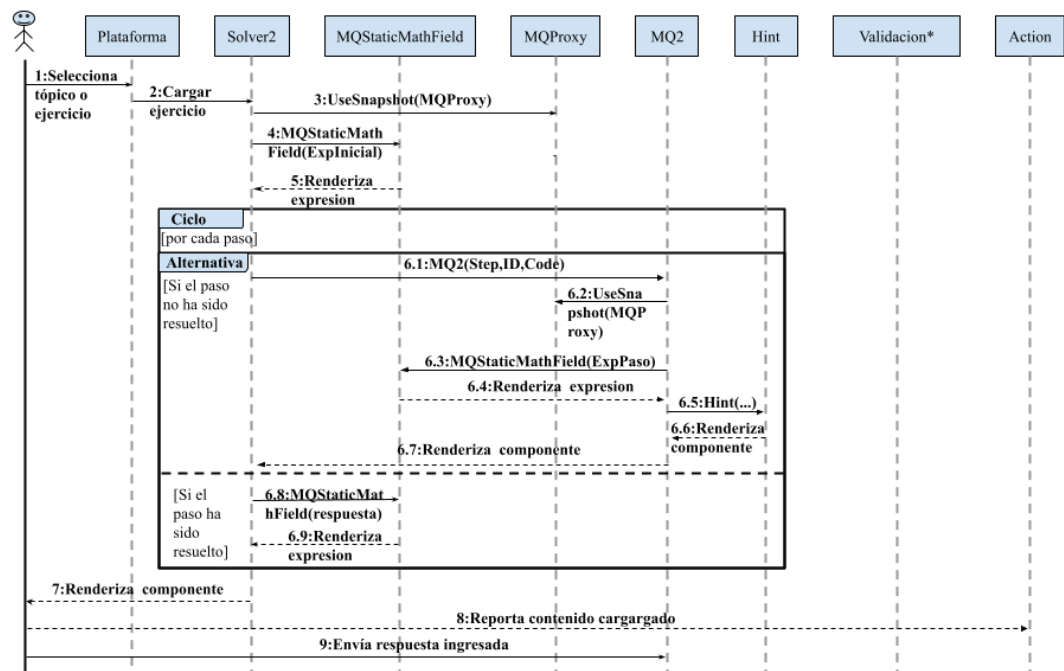 Plataforma
Solver2
MQStaticMathField
MQProxy
MQ2
Hint
Validacion*
Action
1:Selecciona
tópico o
ejercicio
2:Cargar
ejercicio
3:UseSnapshot(MQProxy)
4:MQStaticMath
Field(ExpInicial)
5:Renderiza
expresion
Ciclo
[por cada paso]
Alternativa
[Si el paso
no ha sido
resuelto]
6.1:MQ2(Step,ID,Code)
6.2:UseSna
pshot(MQP
roxy)
6.3:MQStaticMathField(ExpPaso)
6.4:Renderiza expresion
6.5:Hint(...)
6.6:Renderiza
componente
6.7:Renderiza componente
[Si el
paso ha
sido
resuelto]
6.8:MQStaticMat
hField(respuesta)
6.9:Renderiza
expresion
7:Renderiza componente
8:Reporta contenido cargargado
9:Envía respuesta ingresada